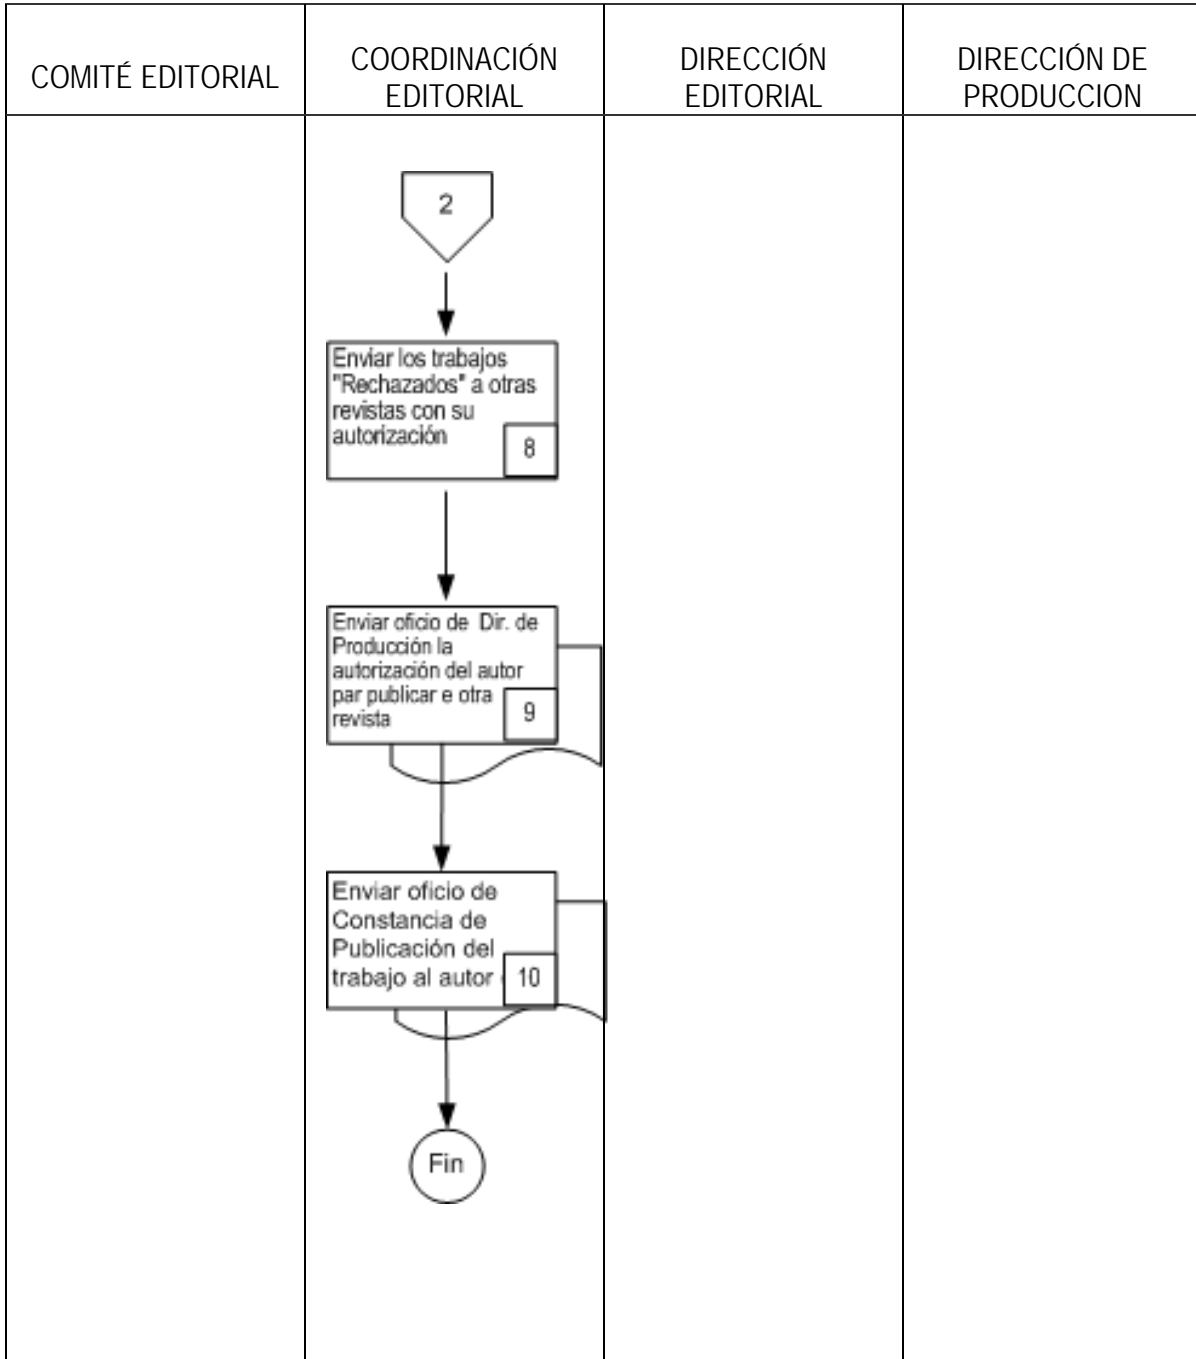 COMITÉ EDITORIAL
COORDINACIÓN
EDITORIAL
DIRECCIÓN
EDITORIAL
DIRECCIÓN DE
PRODUCCION
2
Enviar los trabajos
"Rechazados" a otras
revistas con su
autorización
8
Enviar oficio de Dir. de
Producción la
autorización del autor
par publicar e otra
revista
9
Enviar oficio de
Constancia de
Publicación del
trabajo al autor
10
Fin